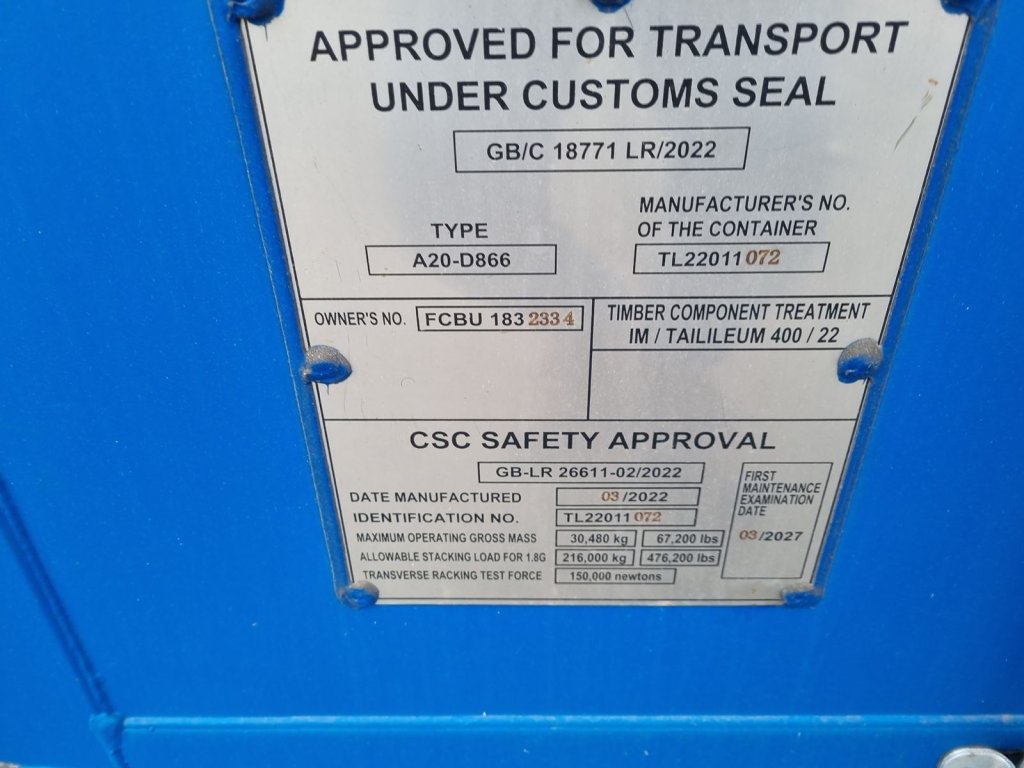 APPROVED FOR TRANSPORT
UNDER CUSTOMS SEAL
GB/C 18771 LR/2022
TYPE
A20-D866
MANUFACTURER'S NO.
OF THE CONTAINER
TL22011072
OWNER'S NO. FCBU 1832334
TIMBER COMPONENT TREATMENT
IM / TAILILEUM 400 / 22
CSC SAFETY APPROVAL
GB-LR 26611-02/2022
DATE MANUFACTURED 03/2022
IDENTIFICATION NO. TL22011072
MAXIMUM OPERATING GROSS MASS 30,480 kg 67,200 lbs
ALLOWABLE STACKING LOAD FOR 1.8G 216,000 kg 476,200 lbs
TRANSVERSE RACKING TEST FORCE 150,000 newtons
FIRST
MAINTENANCE
EXAMINATION
DATE
03/2027